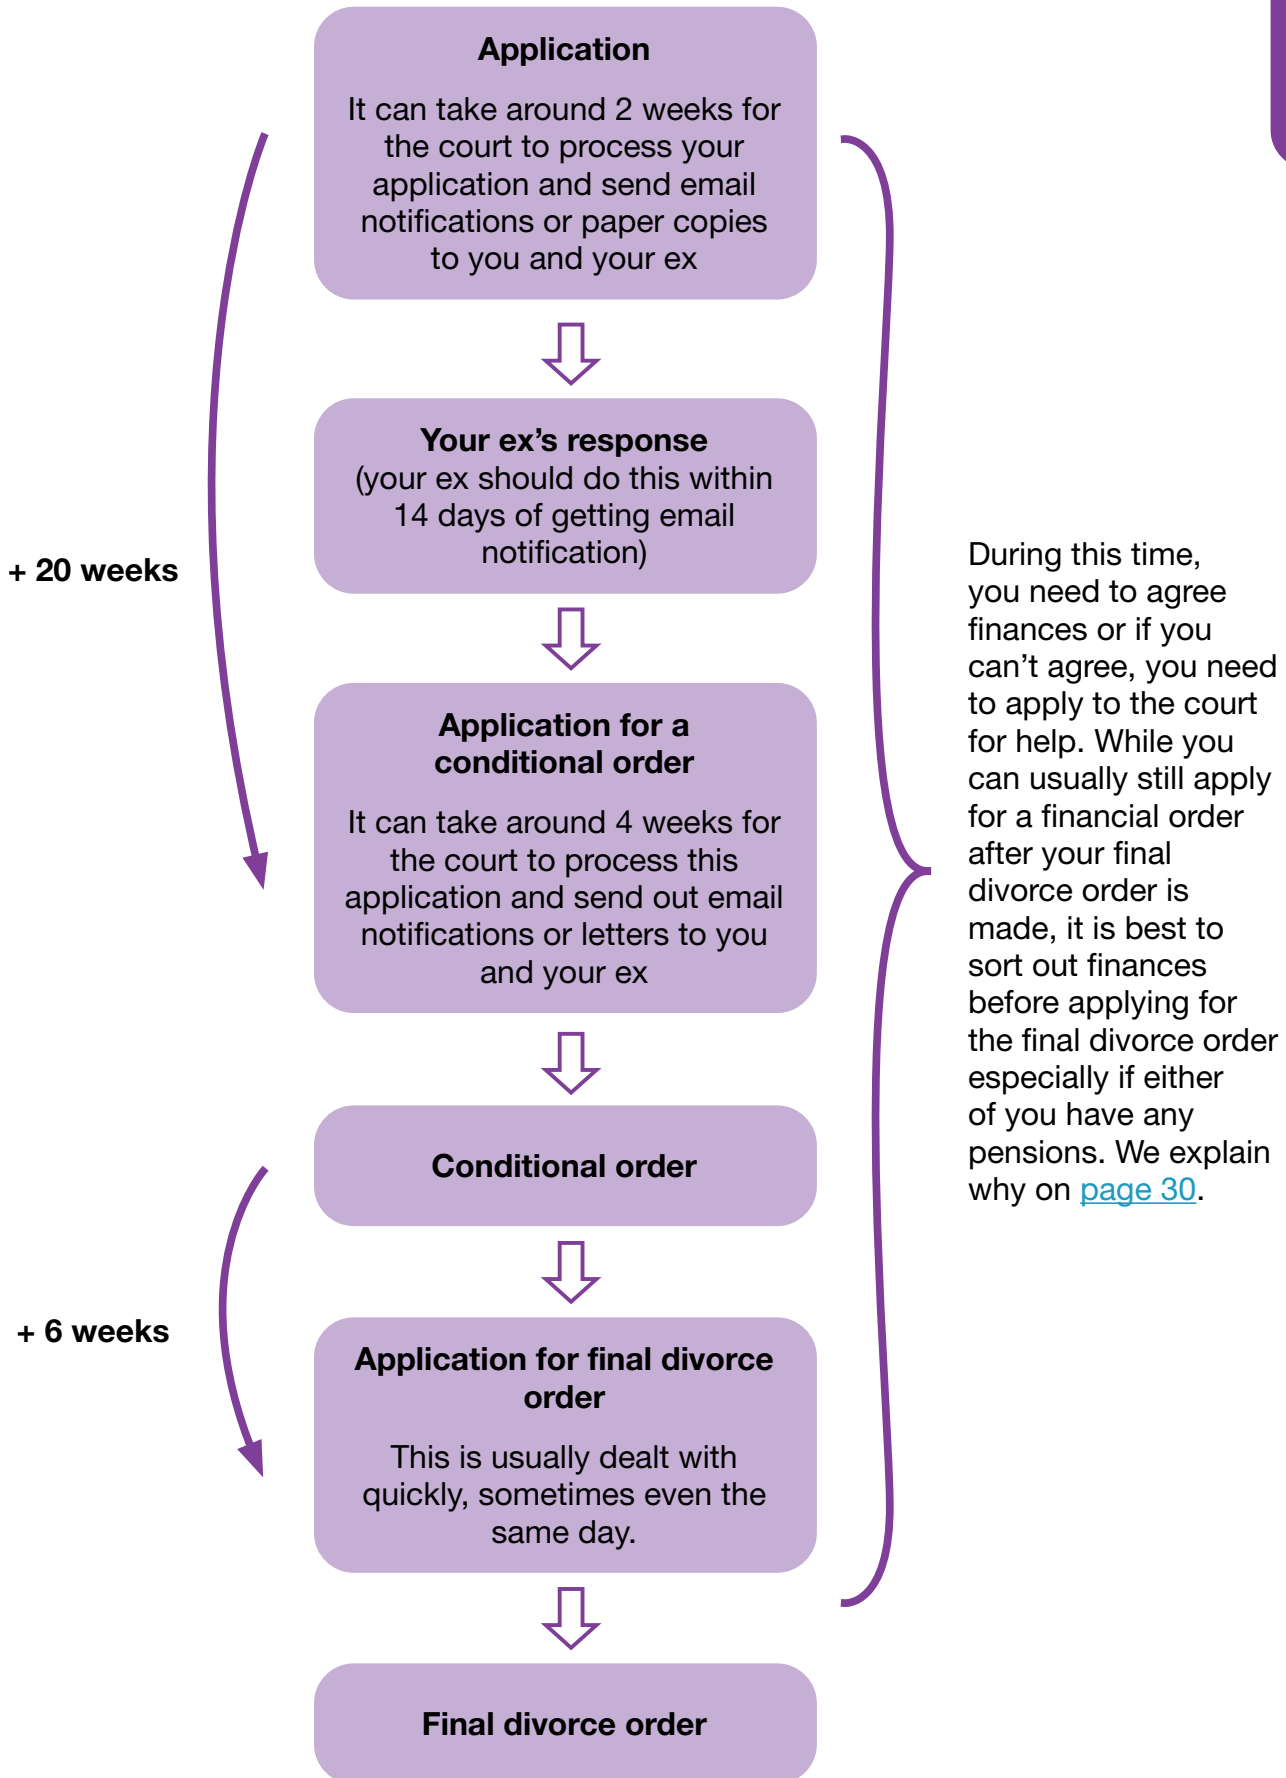 Application
It can take around 2 weeks for
the court to process your
application and send email
notifications or paper copies
to you and your ex
Your ex’s response
(your ex should do this within
14 days of getting email
notification)
+ 20 weeks
Application for a
conditional order
It can take around 4 weeks for
the court to process this
application and send out email
notifications or letters to you
and your ex
Conditional order
+ 6 weeks
Application for final divorce
order
This is usually dealt with
quickly, sometimes even the
same day.
Final divorce order
During this time,
you need to agree
finances or if you
can’t agree, you need
to apply to the court
for help. While you
can usually still apply
for a financial order
after your final
divorce order is
made, it is best to
sort out finances
before applying for
the final divorce order
especially if either
of you have any
pensions. We explain
why on page 30.